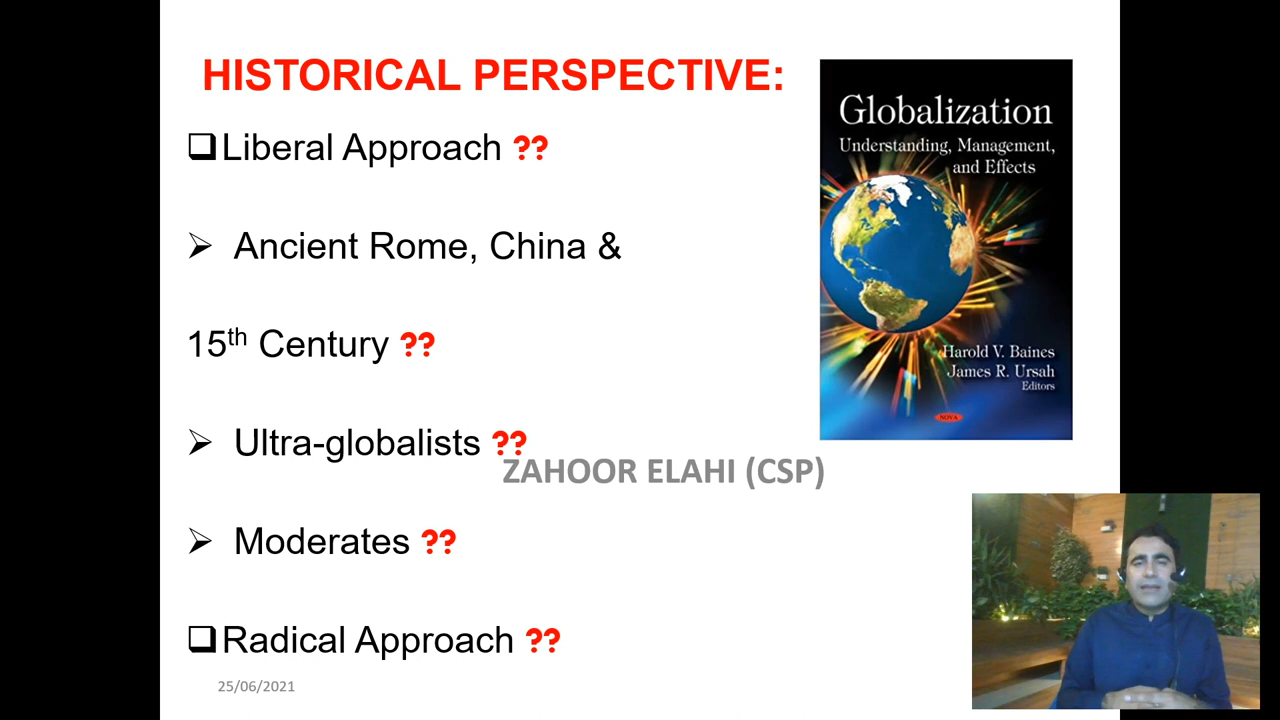 HISTORICAL PERSPECTIVE:
❑Liberal Approach ??
➢ Ancient Rome, China &
15th Century ??
➢ Ultra-globalists ??
ZAHOOR ELAHI (CSP)
➢ Moderates ??
❑Radical Approach ??
25/06/2021
Globalization
Understanding, Management,
and Effects
Harold V. Baines
James R. Ursah
Editors
NOVA